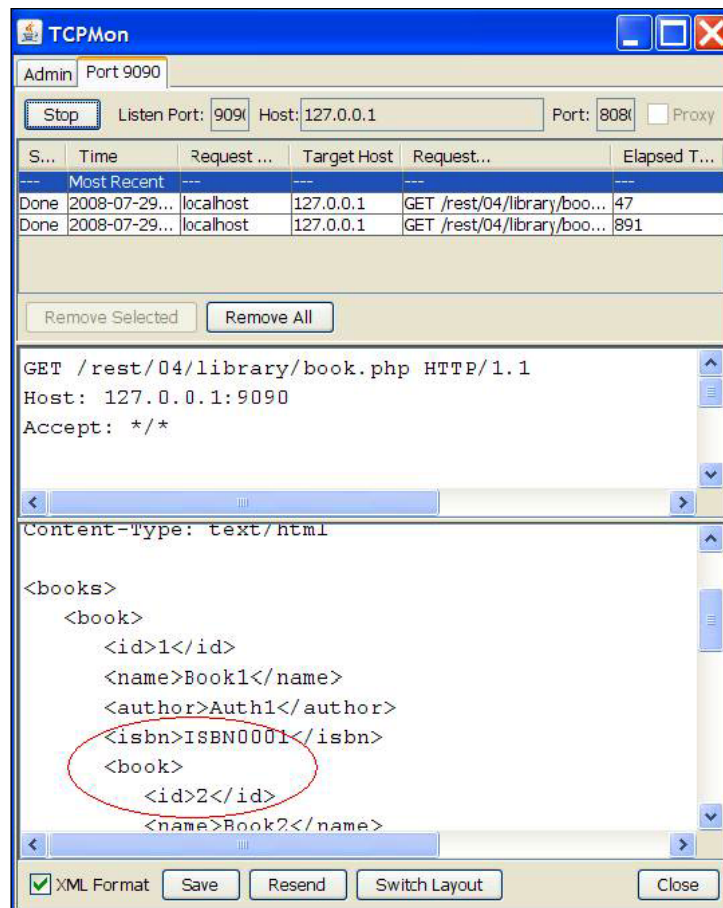 TCPMon
Admin Port 9090
Stop Listen Port: 909 Host: 127.0.0.1 Port: 808 Proxy
S... Time Request ... Target Host Request... Elapsed T...
--- Most Recent --- --- --- ---
Done 2008-07-29... localhost 127.0.0.1 GET /rest/04/library/boo... 47
Done 2008-07-29... localhost 127.0.0.1 GET /rest/04/library/boo... 891
Remove Selected Remove All
GET /rest/04/library/book.php HTTP/1.1
Host: 127.0.0.1:9090
Accept: */*
Content-Type: text/html
<books>
<book>
<id>1</id>
<name>Book1</name>
<author>Auth1</author>
<isbn>ISBN0001</isbn>
<book>
<id>2</id>
<name>Book2</name>
XML Format Save Resend Switch Layout Close